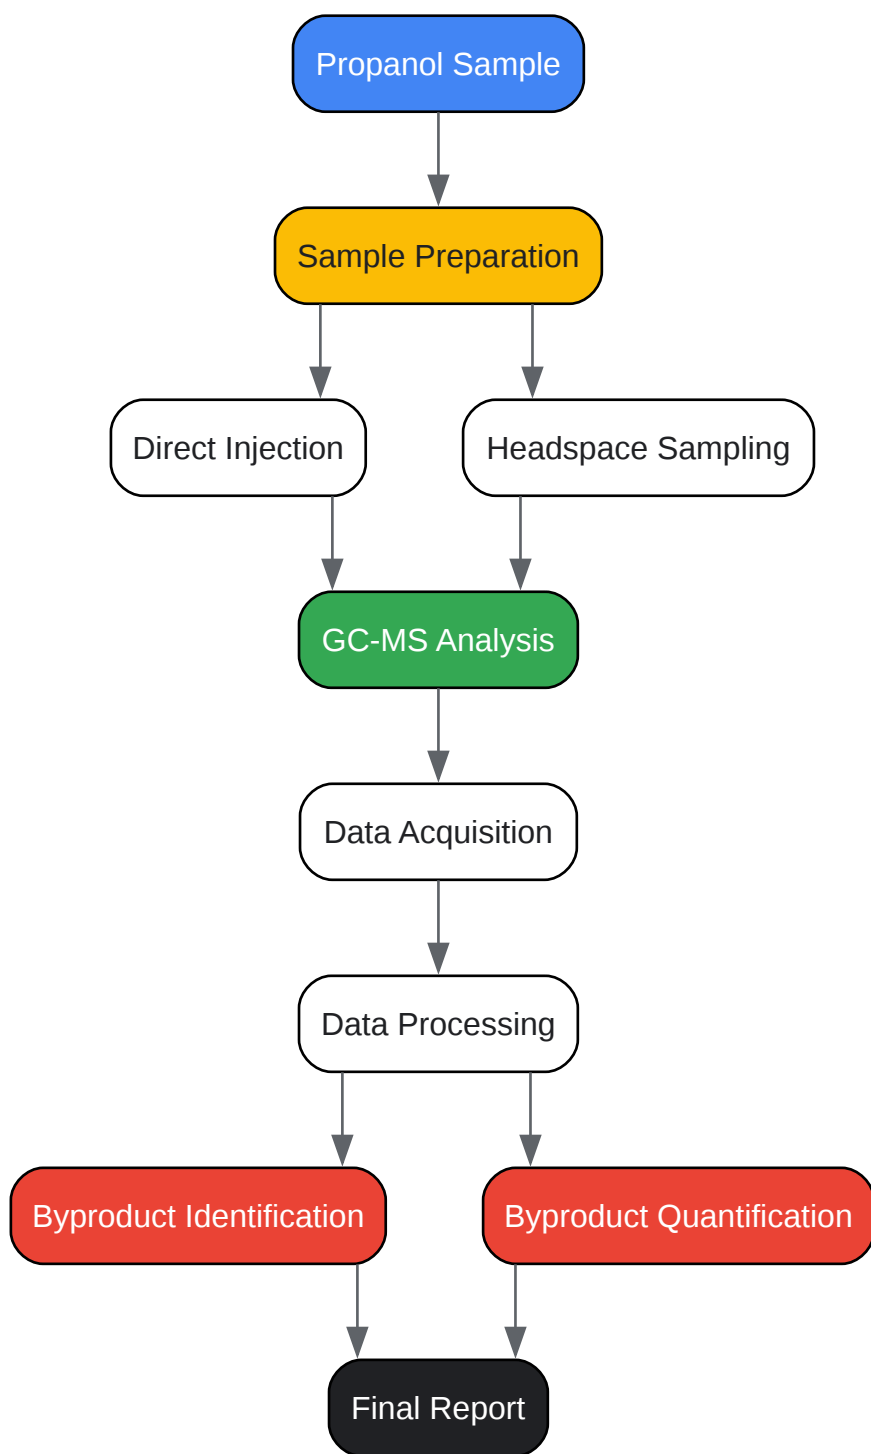 Propanol Sample
Sample Preparation
Direct Injection
Headspace Sampling
GC-MS Analysis
Data Acquisition
Data Processing
Byproduct Identification
Byproduct Quantification
Final Report